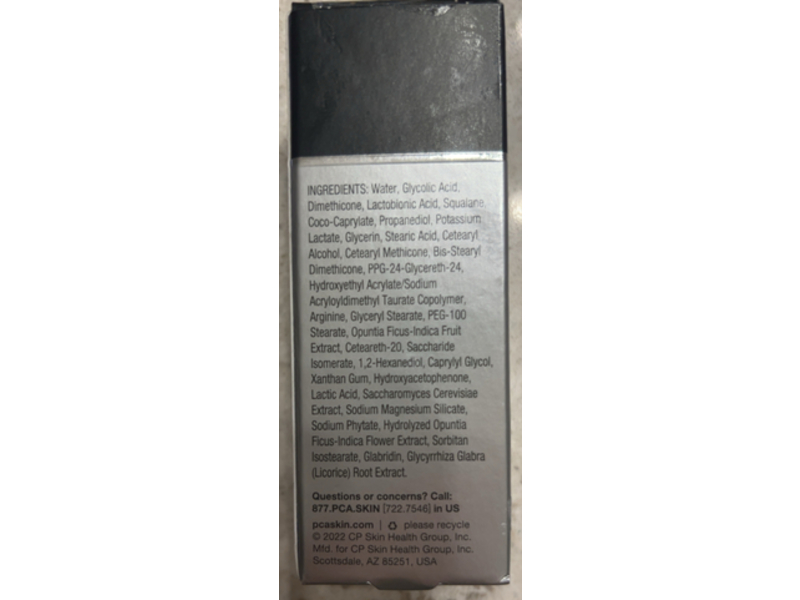 INGREDIENTS: Water, Glycolic Acid,
Dimethicone, Lactobionic Acid, Squalane,
Coco-Caprylate, Propanediol, Potassium
Lactate, Glycerin, Stearic Acid, Cetearyl
Alcohol, Cetearyl Methicone, Bis-Stearyl
Dimethicone, PPG-24-Glycereth-24,
Hydroxyethyl Acrylate/Sodium
Acryloyldimethyl Taurate Copolymer,
Arginine, Glyceryl Stearate, PEG-100
Stearate, Opuntia Ficus-Indica Fruit
Extract, Ceteareth-20, Saccharide
Isomerate, 1,2-Hexanediol, Caprylyl Glycol,
Xanthan Gum, Hydroxyacetophenone,
Lactic Acid, Saccharomyces Cerevisiae
Extract, Sodium Magnesium Silicate,
Sodium Phytate, Hydrolyzed Opuntia
Ficus-Indica Flower Extract, Sorbitan
Isostearate, Glabridin, Glycyrrhiza Glabra
(Licorice) Root Extract.
Questions or concerns? Call:
877.PCA.SKIN [722.7546] in US
pcaskin.com | please recycle
© 2022 CP Skin Health Group, Inc.
Mfd. for CP Skin Health Group, Inc.
Scottsdale, AZ 85251, USA